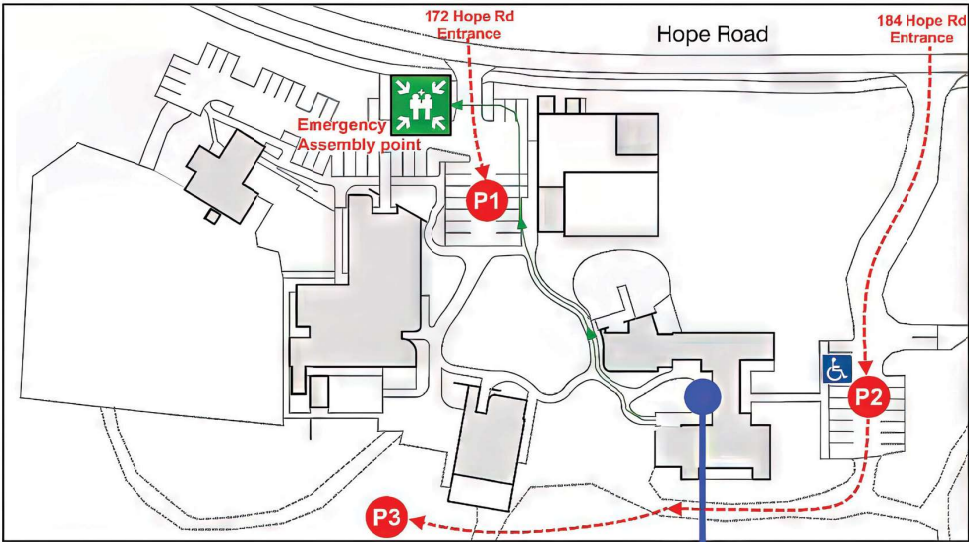 172 Hope Rd
Entrance
Hope Road
184 Hope Rd
Entrance
Emergency
Assembly point
P1
P2
P3